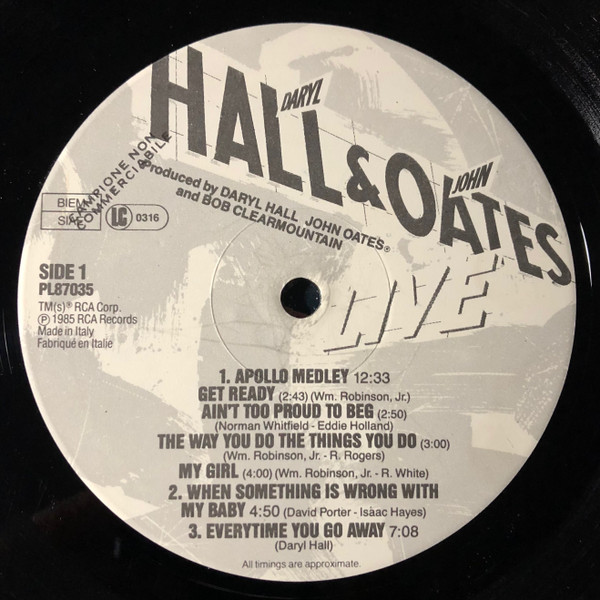 DARYL
HALL & OATES
JOHN
LIVE
Produced by DARYL HALL JOHN OATES®
and BOB CLEARMOUNTAIN
NON
COMMERCIABILE
BIEM
LC 0316
SIDE 1
PL87035
TM(s)® RCA Corp.
Ⓟ 1985 RCA Records
Made in Italy
Fabriqué en Italie
1. APOLLO MEDLEY 12:33
GET READY (2:43) (Wm. Robinson, Jr.)
AIN'T TOO PROUD TO BEG (2:50)
(Norman Whitfield - Eddie Holland)
THE WAY YOU DO THE THINGS YOU DO (3:00)
(Wm. Robinson, Jr. - R. Rogers)
MY GIRL (4:00) (Wm. Robinson, Jr. - R. White)
2. WHEN SOMETHING IS WRONG WITH
MY BABY 4:50 (David Porter - Isaac Hayes)
3. EVERYTIME YOU GO AWAY 7:08
(Daryl Hall)
All timings are approximate.